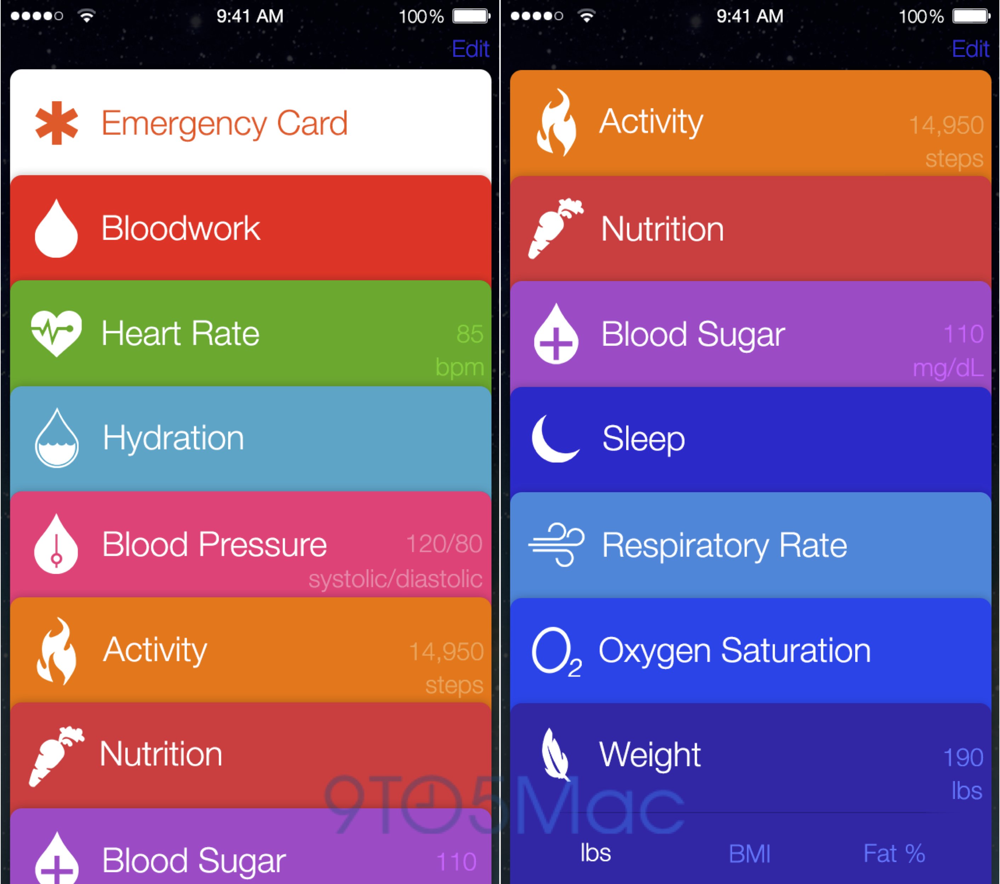 9:41 AM
100%
Edit
Emergency Card
Bloodwork
Heart Rate
85
bpm
Hydration
Blood Pressure
120/80
systolic/diastolic
Activity
14,950
steps
Nutrition
Blood Sugar
110
9:41 AM
100%
Edit
Activity
14,950
steps
Nutrition
Blood Sugar
110
mg/dL
Sleep
Respiratory Rate
O2
Oxygen Saturation
Weight
190
lbs
lbs
BMI
Fat %
9TO5Mac